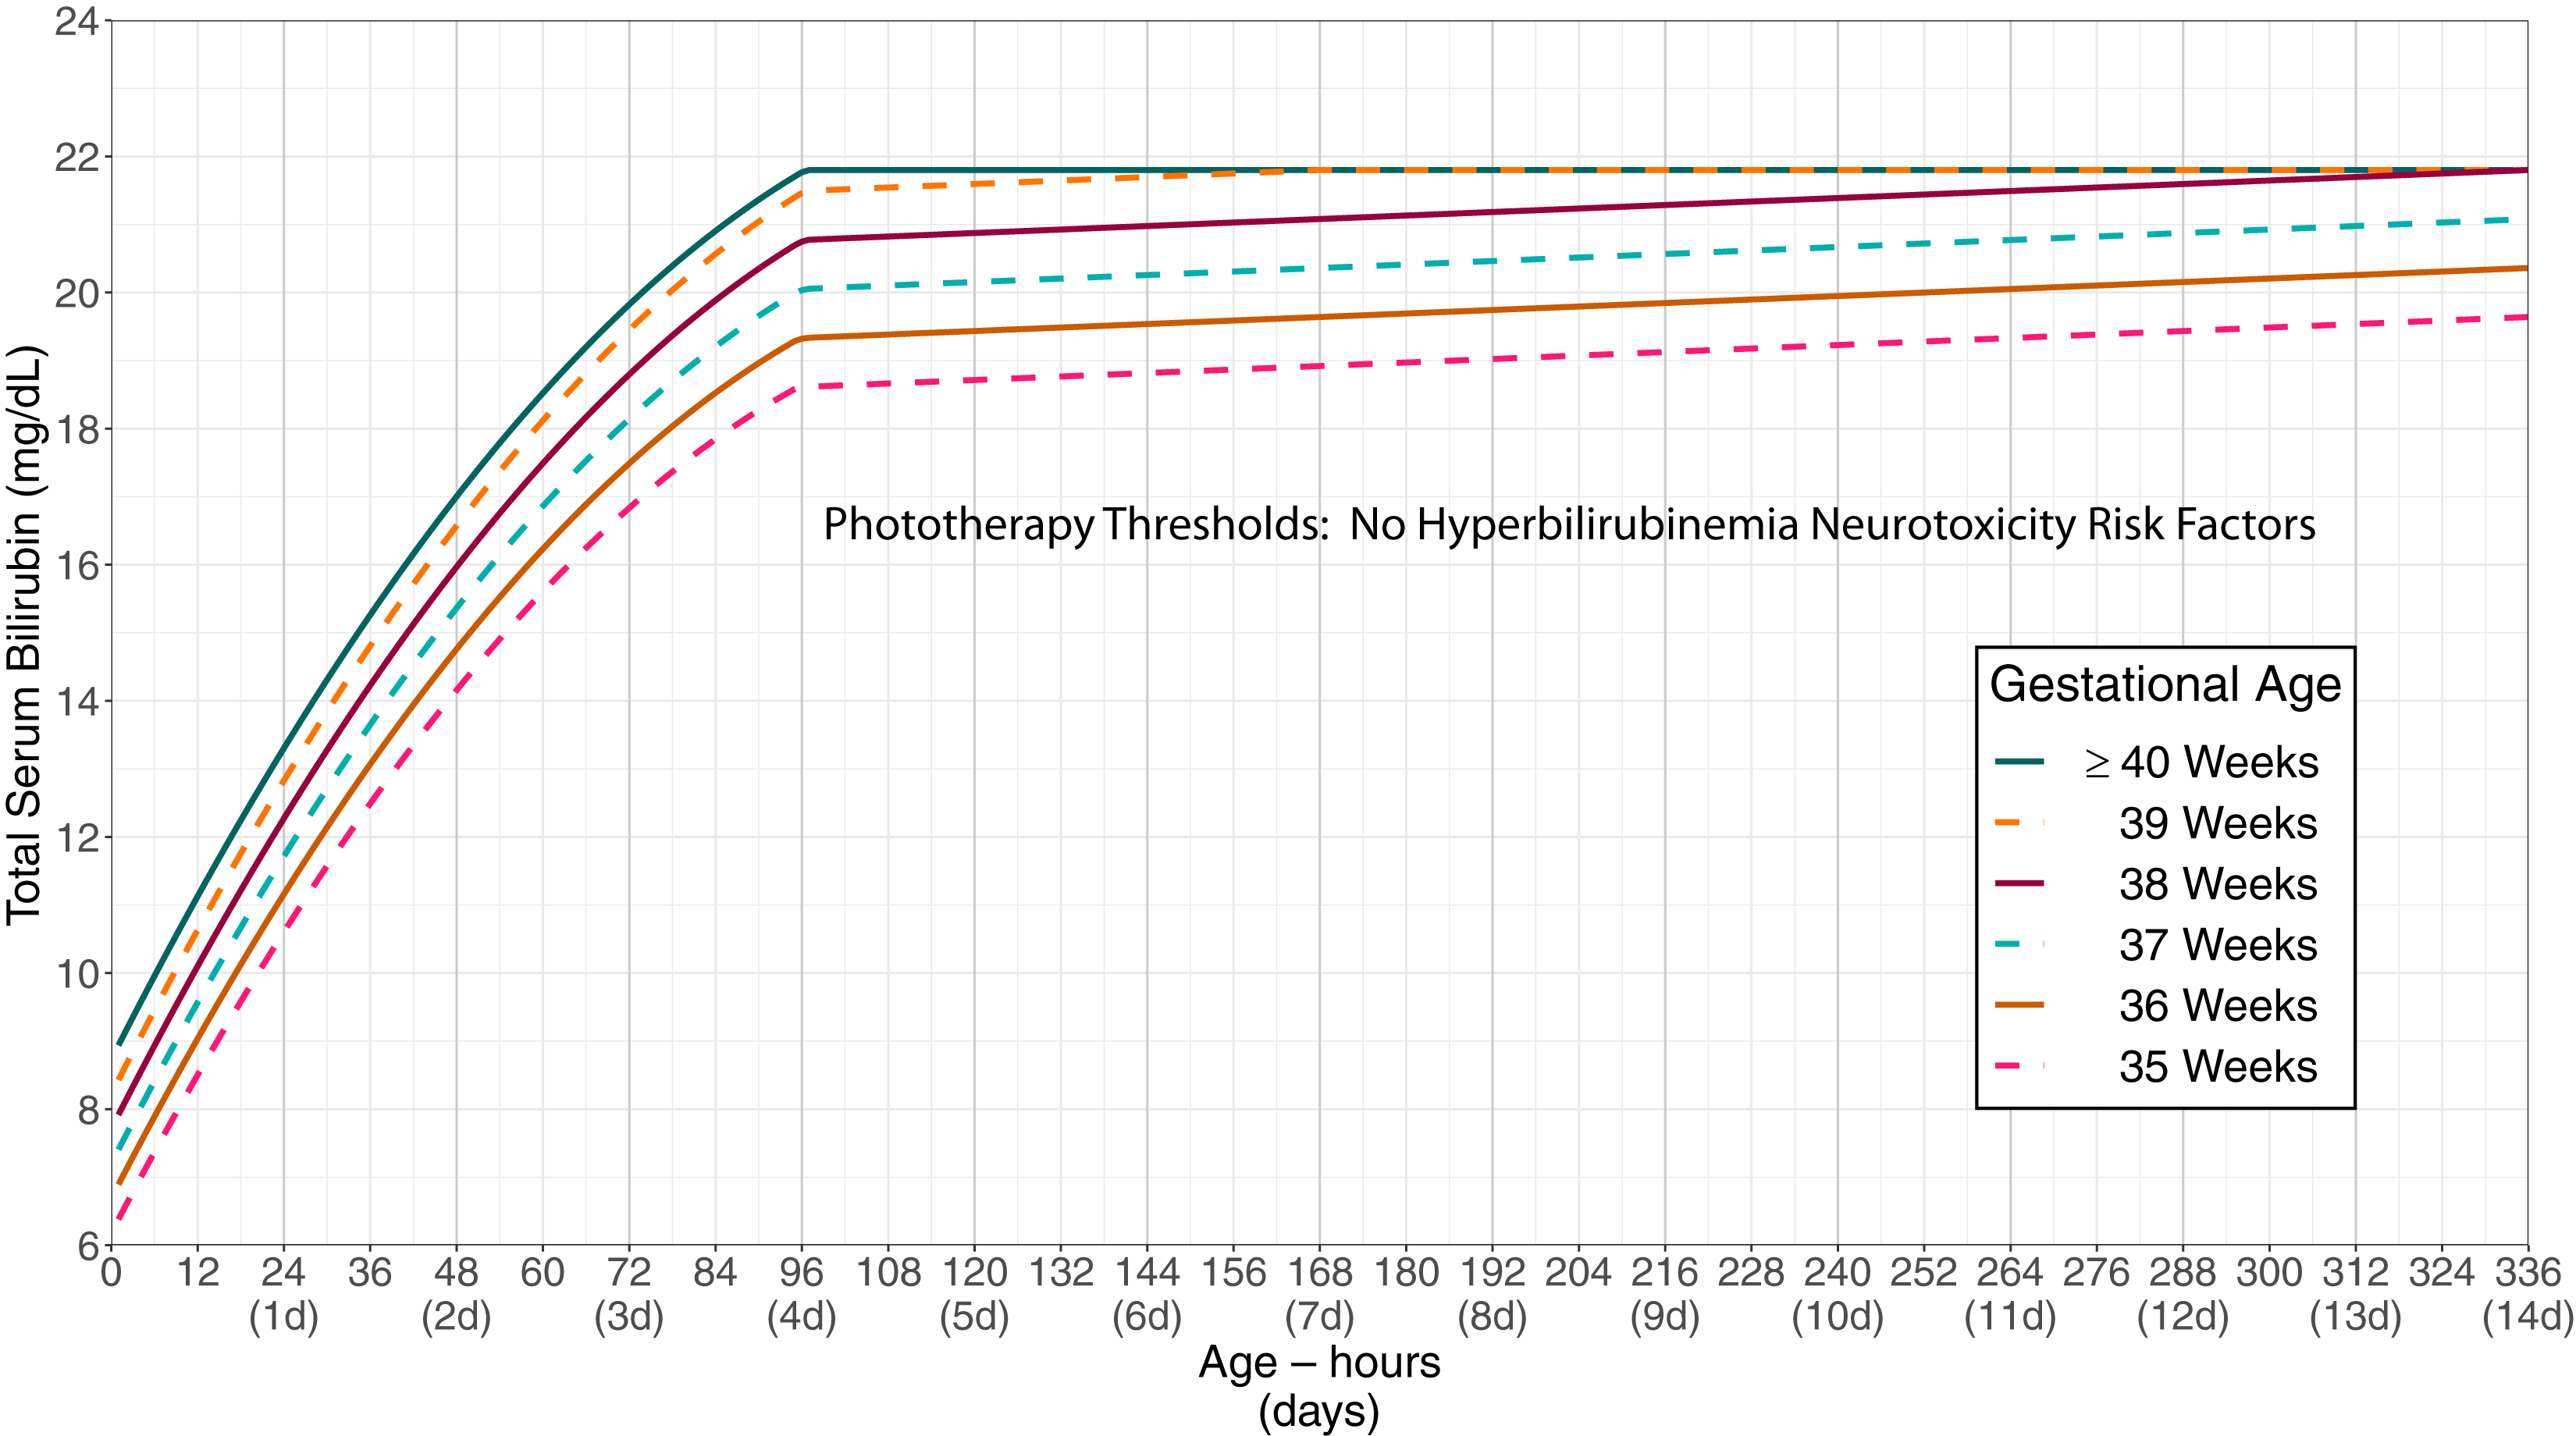 24
22
20
18
16
14
12
10
8
6
Total Serum Bilirubin (mg/dL)
Phototherapy Thresholds: No Hyperbilirubinemia Neurotoxicity Risk Factors
Gestational Age
≥ 40 Weeks
39 Weeks
38 Weeks
37 Weeks
36 Weeks
35 Weeks
0 12 24 36 48 60 72 84 96 108 120 132 144 156 168 180 192 204 216 228 240 252 264 276 288 300 312 324 336
(1d) (2d) (3d) (4d) (5d) (6d) (7d) (8d) (9d) (10d) (11d) (12d) (13d) (14d)
Age – hours
(days)